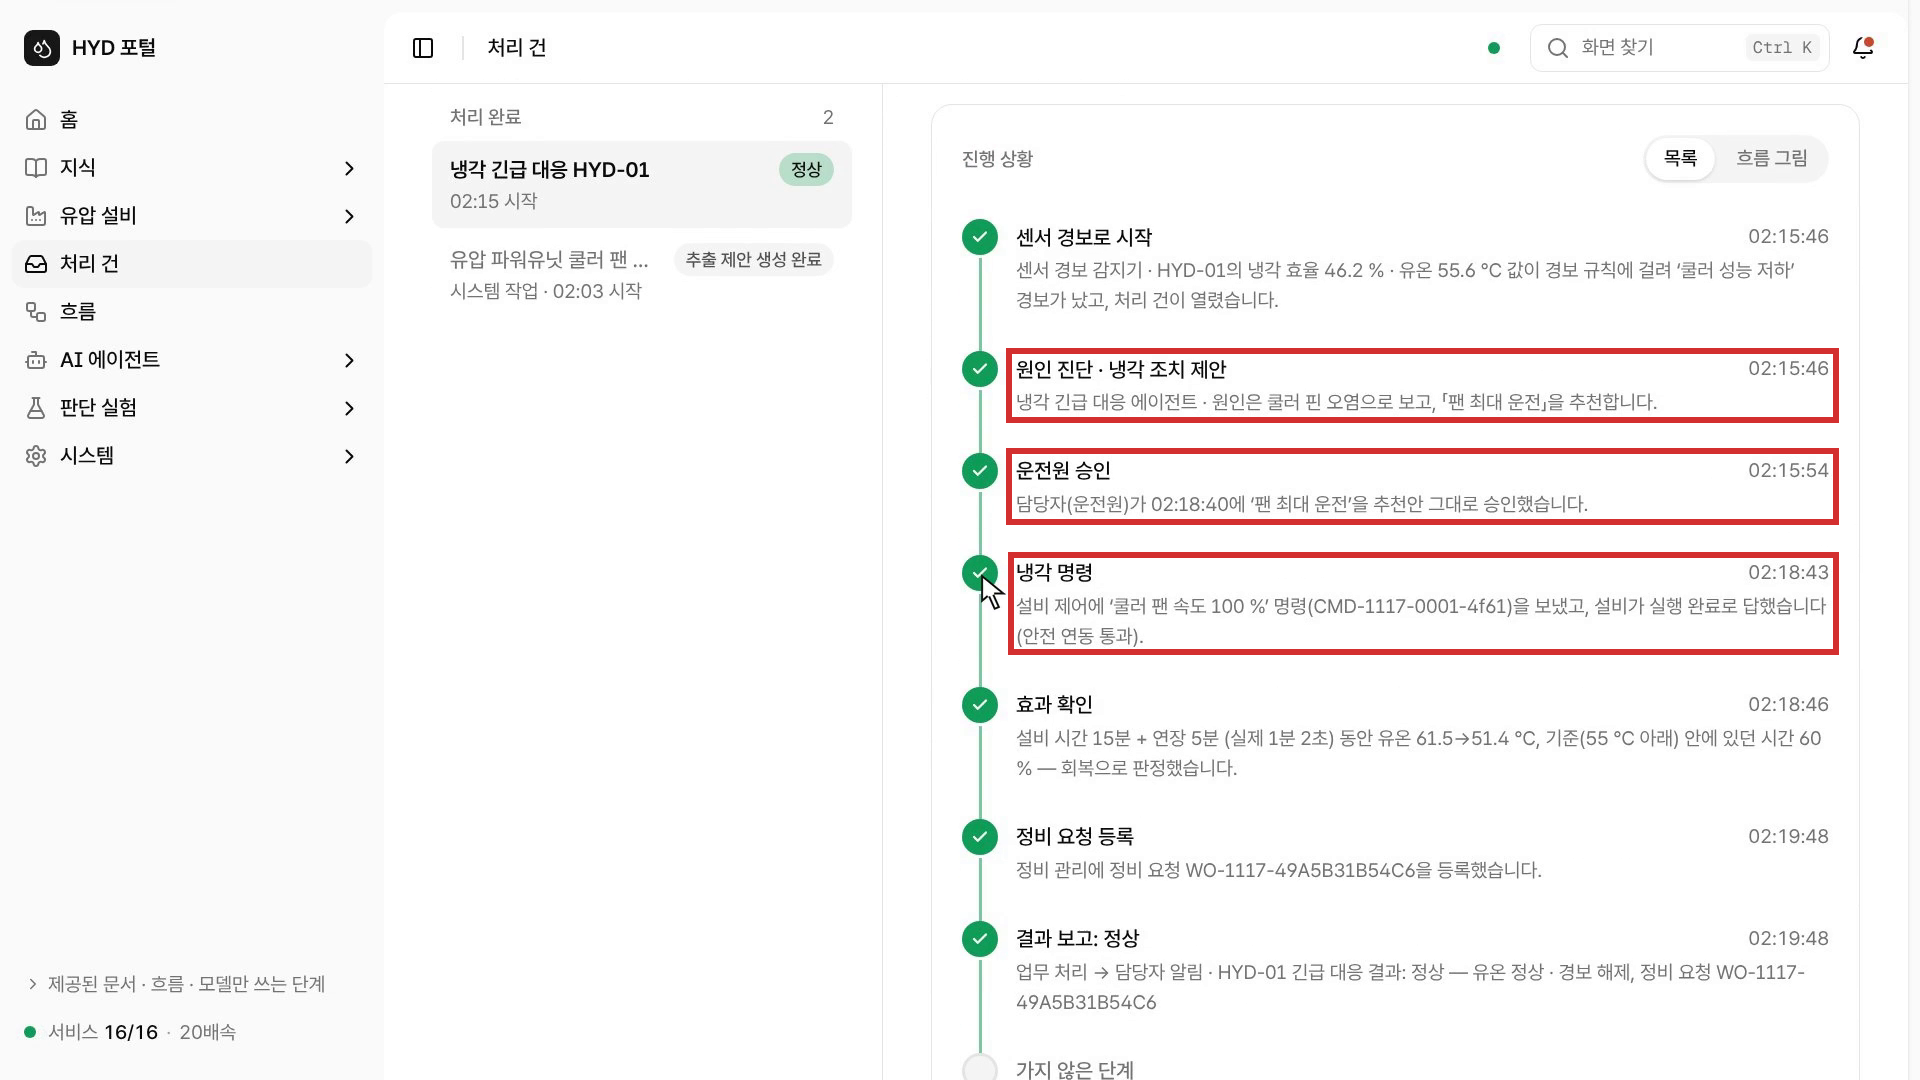 HYD 포털
홈
지식
유압 설비
처리 건
흐름
AI 에이전트
판단 실험
시스템
제공된 문서 · 흐름 · 모델만 쓰는 단계
서비스 16/16 · 20배속
처리 건
화면 찾기
Ctrl K
처리 완료 2
냉각 긴급 대응 HYD-01 정상
02:15 시작
유압 파워유닛 쿨러 팬 ... 추출 제안 생성 완료
시스템 작업 · 02:03 시작
진행 상황
목록 흐름 그림
센서 경보로 시작 02:15:46
센서 경보 감지기 · HYD-01의 냉각 효율 46.2 % · 유온 55.6 °C 값이 경보 규칙에 걸려 ‘쿨러 성능 저하’
경보가 났고, 처리 건이 열렸습니다.
원인 진단 · 냉각 조치 제안 02:15:46
냉각 긴급 대응 에이전트 · 원인은 쿨러 핀 오염으로 보고, 「팬 최대 운전」을 추천합니다.
운전원 승인 02:15:54
담당자(운전원)가 02:18:40에 ‘팬 최대 운전’을 추천안 그대로 승인했습니다.
냉각 명령 02:18:43
설비 제어에 ‘쿨러 팬 속도 100 %’ 명령(CMD-1117-0001-4f61)을 보냈고, 설비가 실행 완료로 답했습니다
(안전 연동 통과).
효과 확인 02:18:46
설비 시간 15분 + 연장 5분 (실제 1분 2초) 동안 유온 61.5→51.4 °C, 기준(55 °C 아래) 안에 있던 시간 60
% — 회복으로 판정했습니다.
정비 요청 등록 02:19:48
정비 관리에 정비 요청 WO-1117-49A5B31B54C6을 등록했습니다.
결과 보고: 정상 02:19:48
업무 처리 → 담당자 알림 · HYD-01 긴급 대응 결과: 정상 — 유온 정상 · 경보 해제, 정비 요청 WO-1117-
49A5B31B54C6
가지 않은 단계